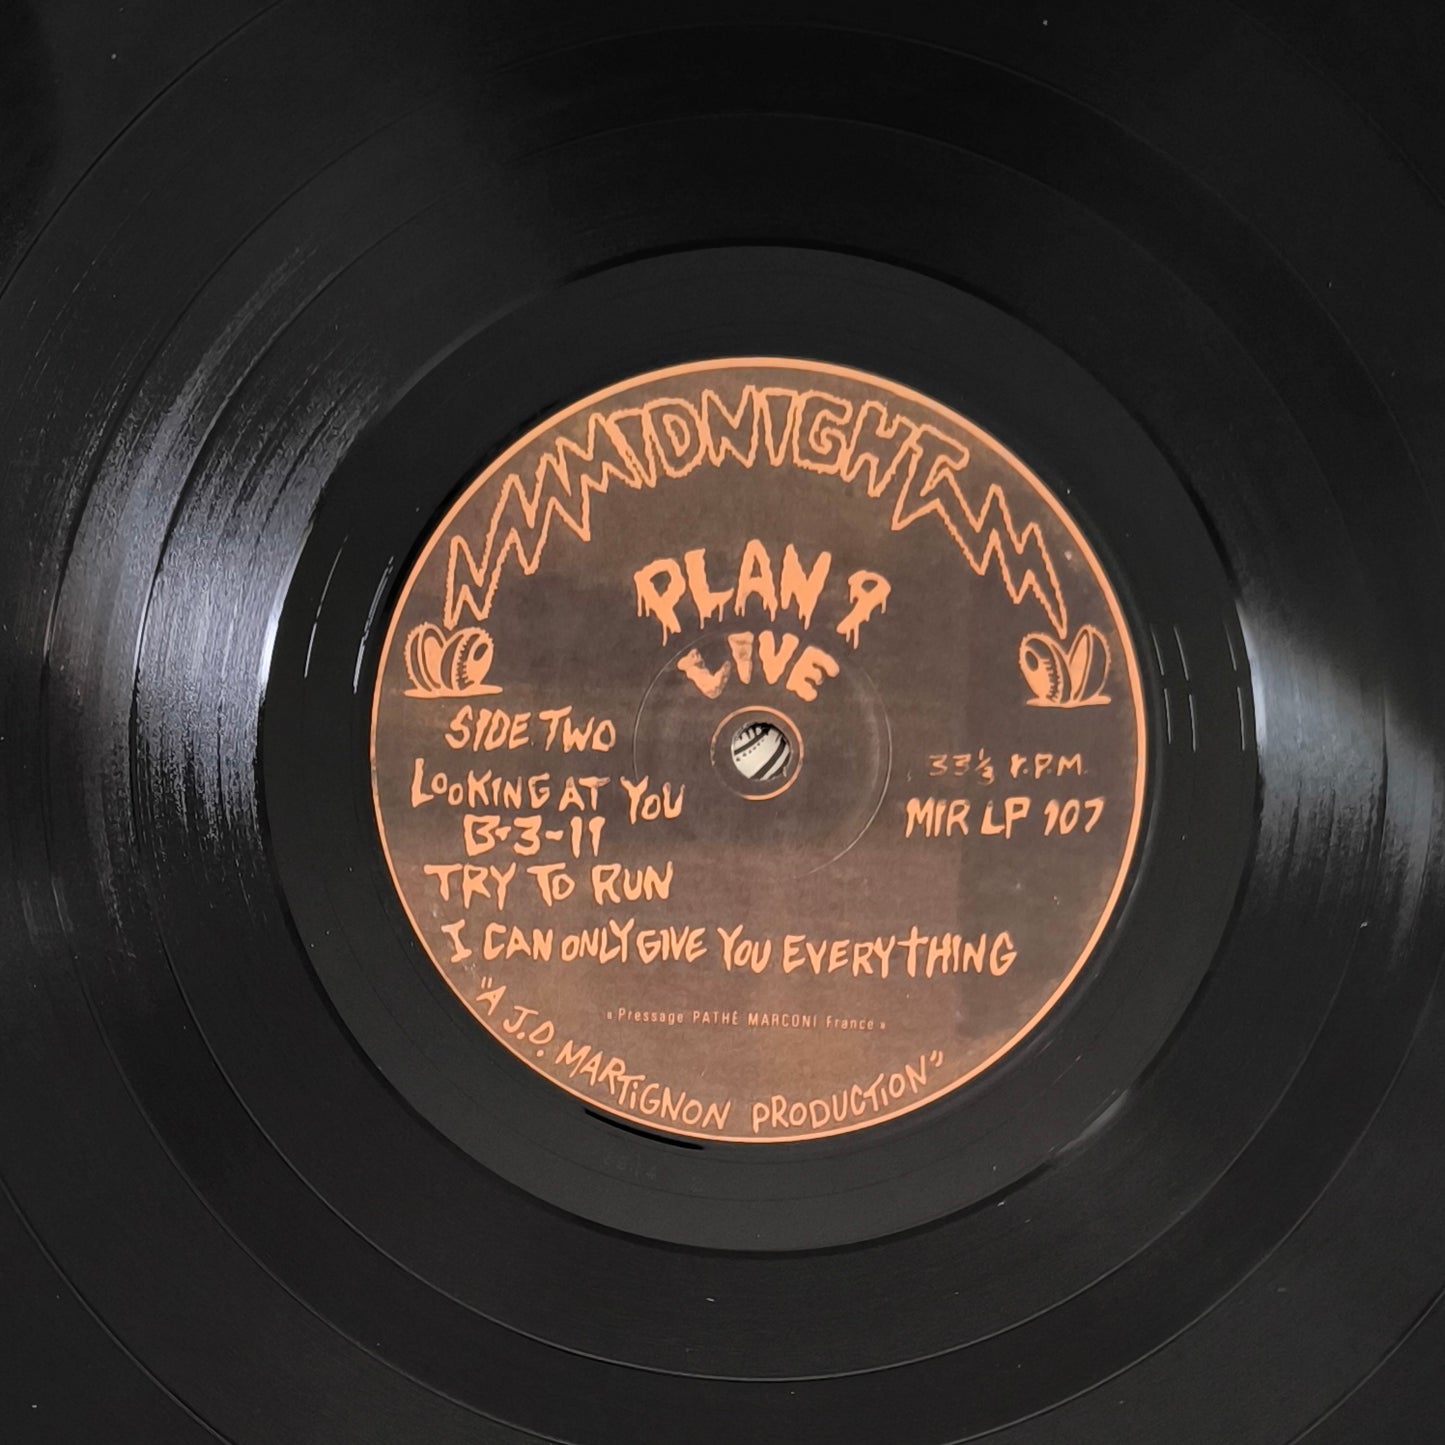 MIDNIGHT
PLAN 9
LIVE
SIDE TWO
LOOKING AT YOU
B-3-11
TRY TO RUN
I CAN ONLY GIVE YOU EVERYTHING
33⅓ r.P.M.
MIR LP 107
« Pressage PATHÉ MARCONI France »
"A J.D. MARTIGNON PRODUCTION"